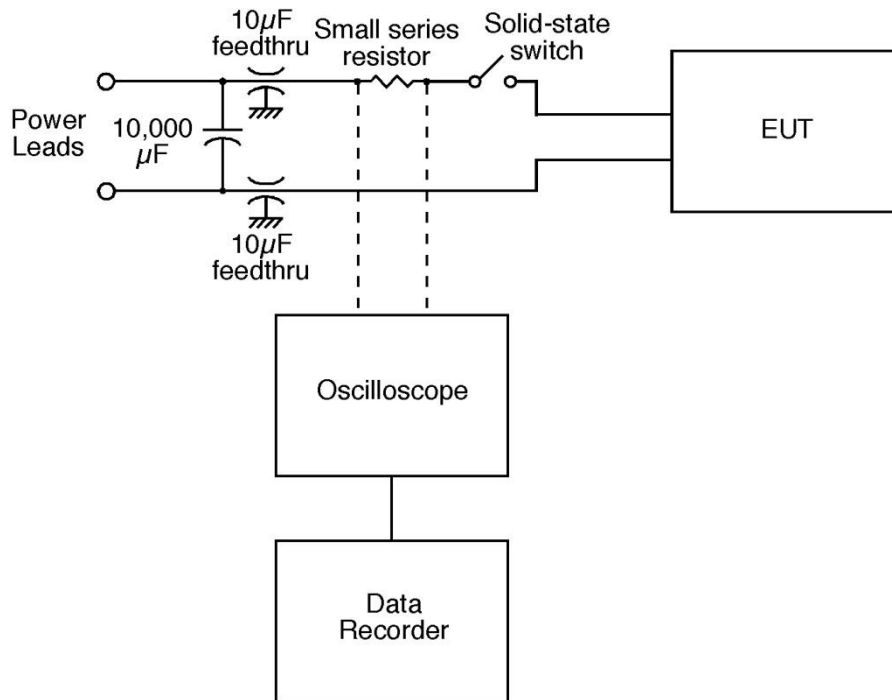 10µF
feedthru
Small series
resistor
Solid-state
switch
Power
Leads
10,000
µF
EUT
10µF
feedthru
Oscilloscope
Data
Recorder